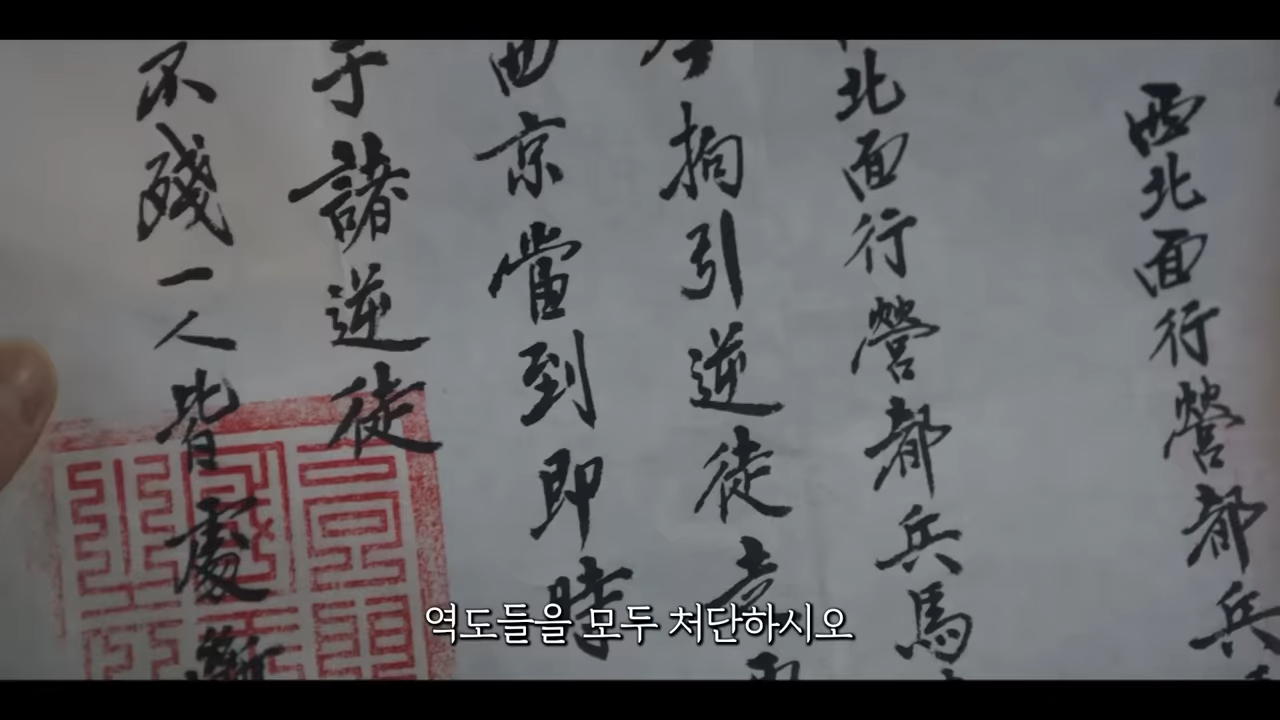 西北面行營都兵
北面行營都兵馬
拘引逆徒
西京當到即時
于諸逆徒
不殘一人皆處斷
역도들을 모두 처단하시오